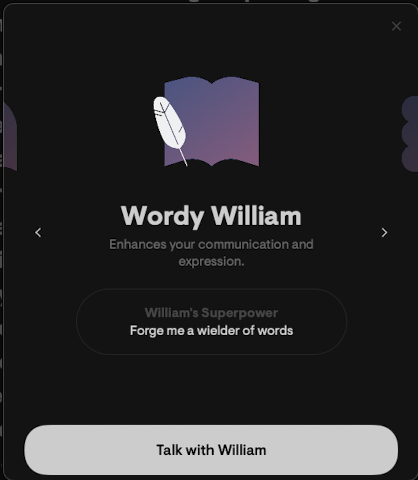 Wordy William
Enhances your communication and
expression.
William's Superpower
Forge me a wielder of words
Talk with William